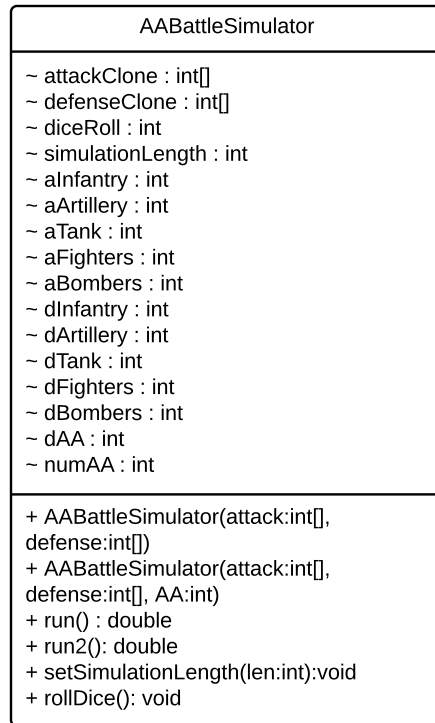 AABattleSimulator
~ attackClone : int[]
~ defenseClone : int[]
~ diceRoll : int
~ simulationLength : int
~ aInfantry : int
~ aArtillery : int
~ aTank : int
~ aFighters : int
~ aBombers : int
~ dInfantry : int
~ dArtillery : int
~ dTank : int
~ dFighters : int
~ dBombers : int
~ dAA : int
~ numAA : int
+ AABattleSimulator(attack:int[],
defense:int[])
+ AABattleSimulator(attack:int[],
defense:int[], AA:int)
+ run() : double
+ run2(): double
+ setSimulationLength(len:int):void
+ rollDice(): void